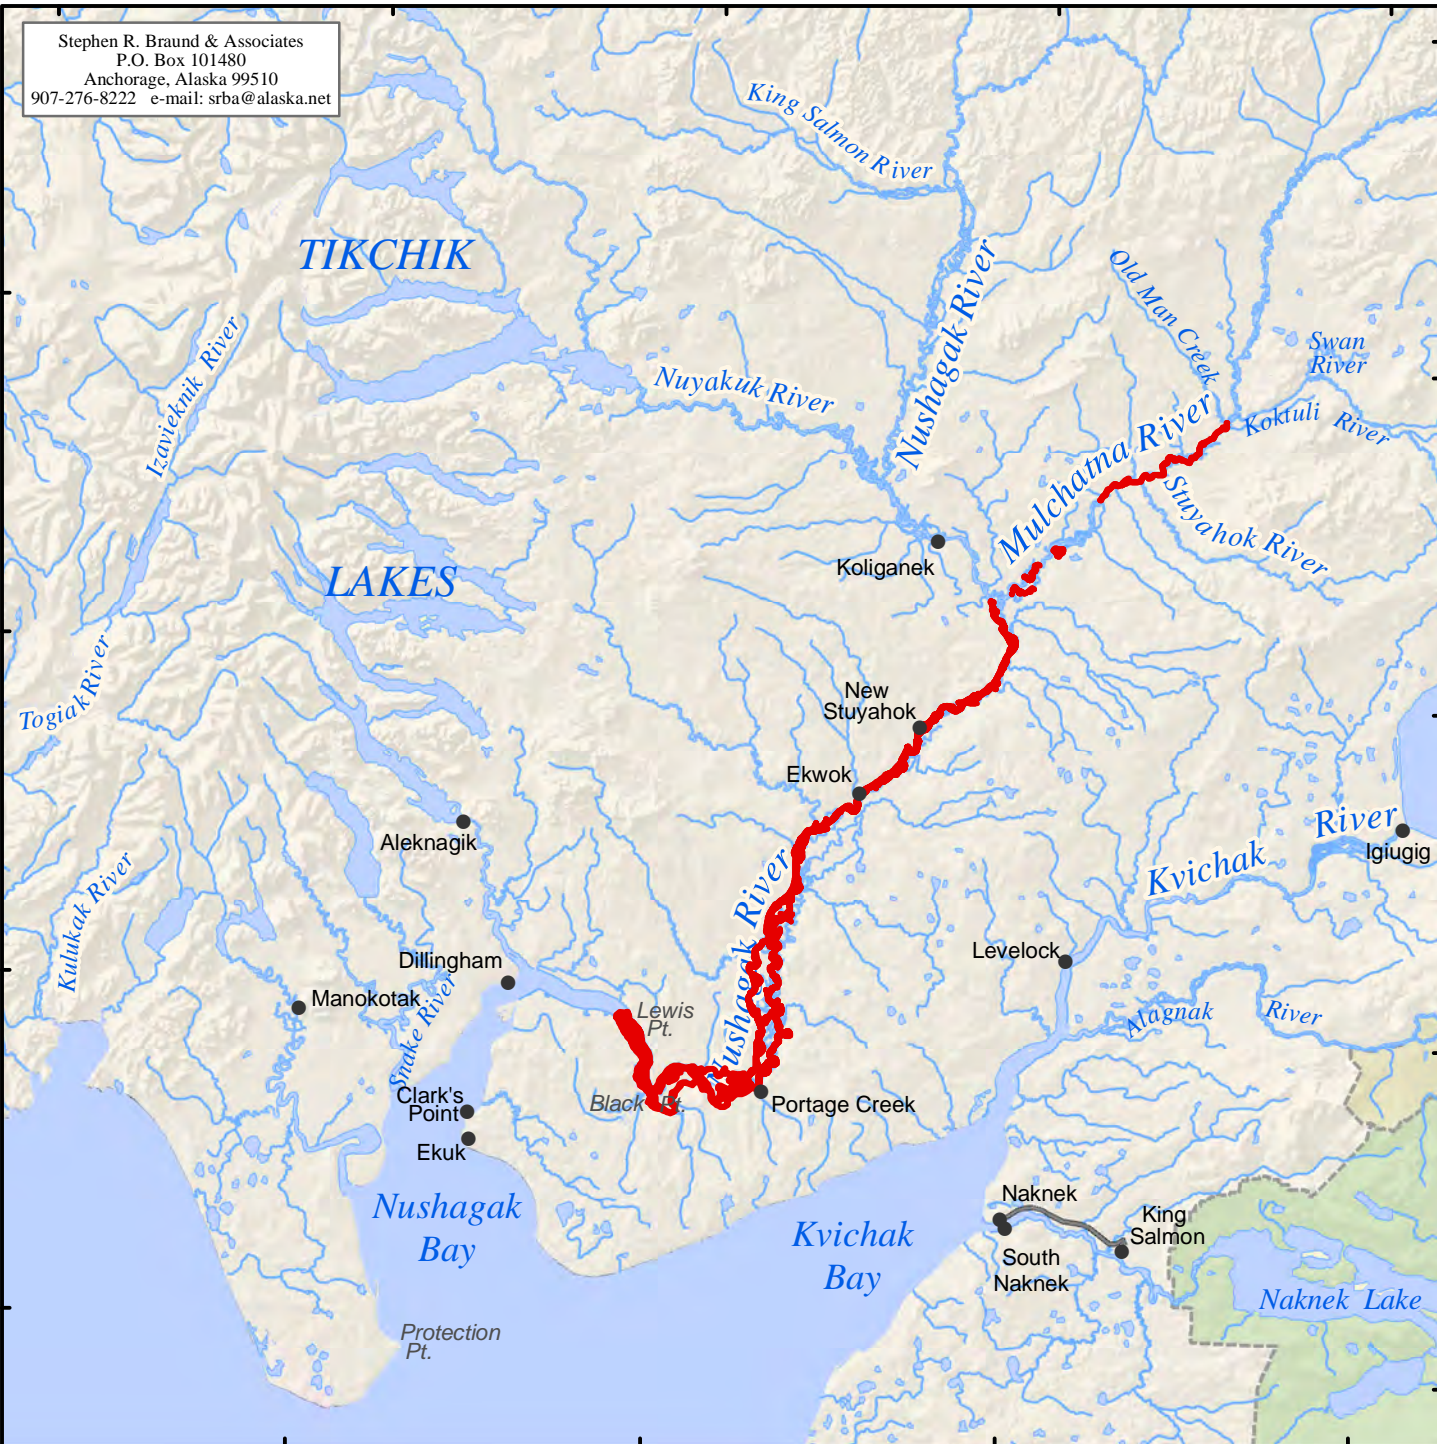 Stephen R. Braund & Associates
P.O. Box 101480
Anchorage, Alaska 99510
907-276-8222 e-mail: srba@alaska.net
King Salmon River
TIKCHIK
Nushagak River
Old Man Creek
Swan
River
Izavieknik River
Nuyakuk River
Mulchatna River
Koktuli River
Stuyahok River
Koliganek
LAKES
Togiak River
New
Stuyahok
Ekwok
Aleknagik
River
Kvichak
Igiugig
Kulukak River
Nushagak River
Dillingham
Levelock
Manokotak
Snake River
Lewis
Pt.
Alagnak River
Clark's
Point
Black Pt.
Portage Creek
Ekuk
Nushagak
Bay
Kvichak
Bay
Naknek
King
Salmon
South
Naknek
Naknek Lake
Protection
Pt.